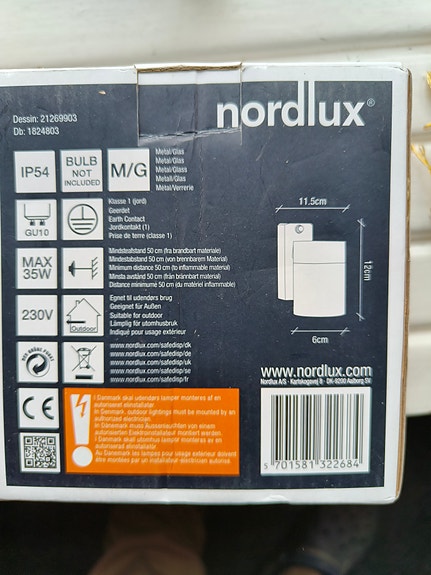 Dessin: 21269903
Db: 1824803
nordlux®
IP54
BULB
NOT
INCLUDED
M/G
Metal/Glas
Metal/Glas
Metal/Glass
Metall/Glas
Metal/Verrerie
GU10
Klasse 1 (jord)
Geerdet
Earth Contact
Jordkontakt (1)
Prise de terre (classe 1)
MAX
35W
Mindsteafstand 50 cm (fra brandbart materiale)
Mindestabstand 50 cm (von brennbarem Material)
Minimum distance 50 cm (to inflammable material)
Minsta avstånd 50 cm (från brännbart material)
Distance minimumé 50 cm (du matériel inflammable)
230V
Outdoor
Egnet til udendørs brug
Geeignet für Außen
Suitable for outdoor
Lämplig för utomhusbruk
Indiqué pour usage extérieur
www.nordlux.com/safedisp/dk
www.nordlux.com/safedisp/de
www.nordlux.com/safedisp/uk
www.nordlux.com/safedisp/se
www.nordlux.com/safedisp/fr
CE
I Danmark skal udendørs lamper monteres af en
autoriseret elinstallatør
In Danmark, outdoor lightings must be mounted by an
authorized electrician.
In Dänemark muss Aussenleuchten von einem
autorisierten Elektroinstallateur montiert werden
I Danmark skall utomhus lampor monteras av en
auktoriserad elinstallatör.
Au Danemark les lampes pour usage extérieur doivent
être montées par un installateur électricien autorisé
11.5cm
12cm
6cm
www.nordlux.com
Nordlux A/S · Karlskogavej 8 · DK-9200 Aalborg SV
5 701581 322684